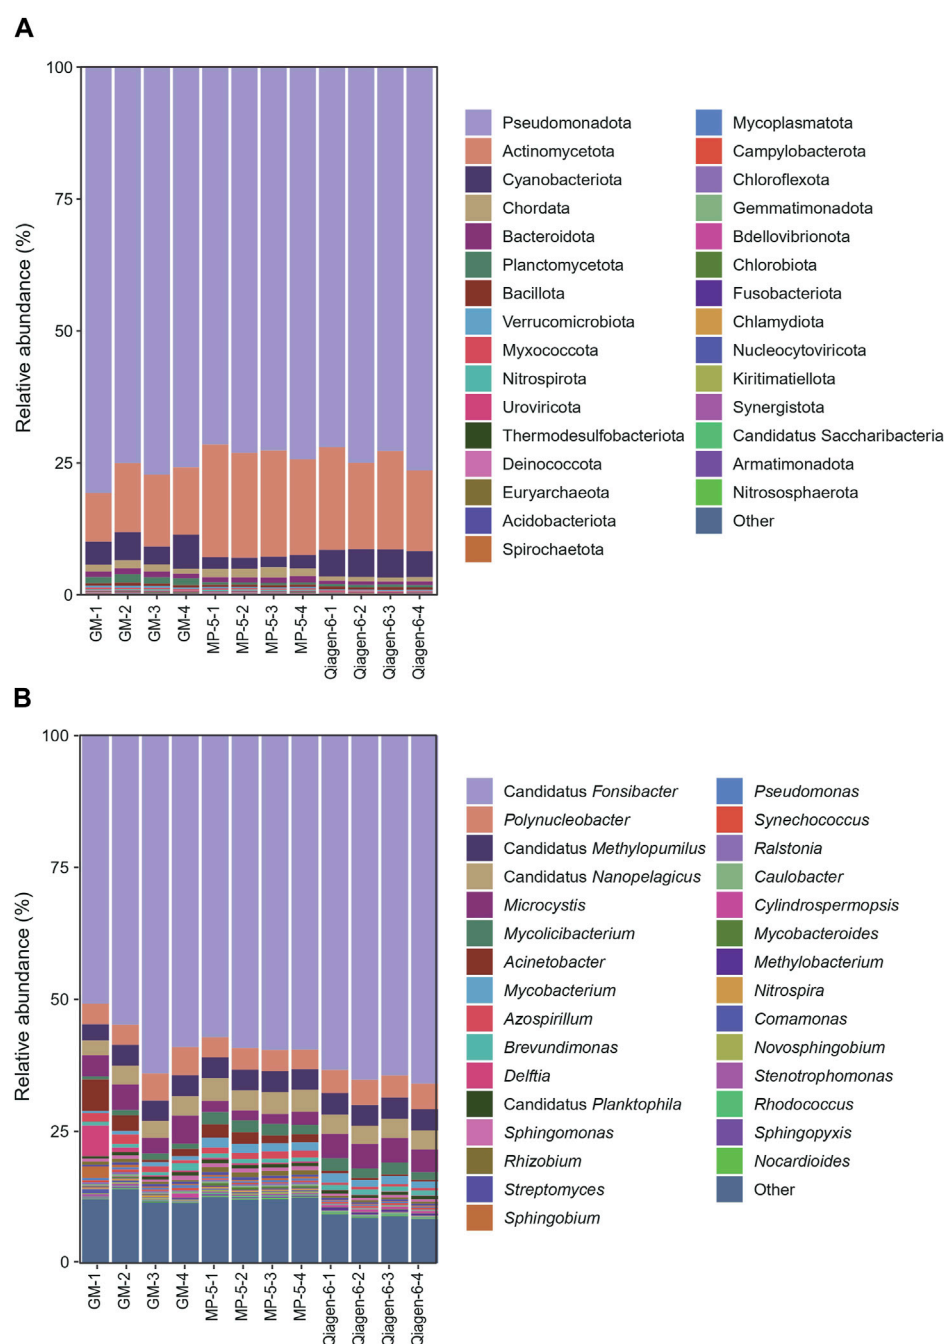 A
Relative abundance (%)
100
75
50
25
0
GM-1
GM-2
GM-3
GM-4
MP-5-1
MP-5-2
MP-5-3
MP-5-4
Qiagen-6-1
Qiagen-6-2
Qiagen-6-3
Qiagen-6-4
Pseudomonadota
Actinomycetota
Cyanobacteriota
Chordata
Bacteroidota
Planctomycetota
Bacillota
Verrucomicrobiota
Myxococcota
Nitrospirota
Uroviricota
Thermodesulfobacteriota
Deinococcota
Euryarchaeota
Acidobacteriota
Spirochaetota
Mycoplasmatota
Campylobacterota
Chloroflexota
Gemmatimonadota
Bdellovibrionota
Chlorobiota
Fusobacteriota
Chlamydiota
Nucleocytoviricota
Kiritimatiellota
Synergistota
Candidatus Saccharibacteria
Armatimonadota
Nitrososphaerota
Other
B
Relative abundance (%)
100
75
50
25
0
GM-1
GM-2
GM-3
GM-4
MP-5-1
MP-5-2
MP-5-3
MP-5-4
Qiagen-6-1
Qiagen-6-2
Qiagen-6-3
Qiagen-6-4
Candidatus Fonsibacter
Polynucleobacter
Candidatus Methylopumilus
Candidatus Nanopelagicus
Microcystis
Mycolicibacterium
Acinetobacter
Mycobacterium
Azospirillum
Brevundimonas
Delftia
Candidatus Planktophila
Sphingomonas
Rhizobium
Streptomyces
Sphingobium
Pseudomonas
Synechococcus
Ralstonia
Caulobacter
Cylindrospermopsis
Mycobacteroides
Methylobacterium
Nitrospira
Comamonas
Novosphingobium
Stenotrophomonas
Rhodococcus
Sphingopyxis
Nocardioides
Other